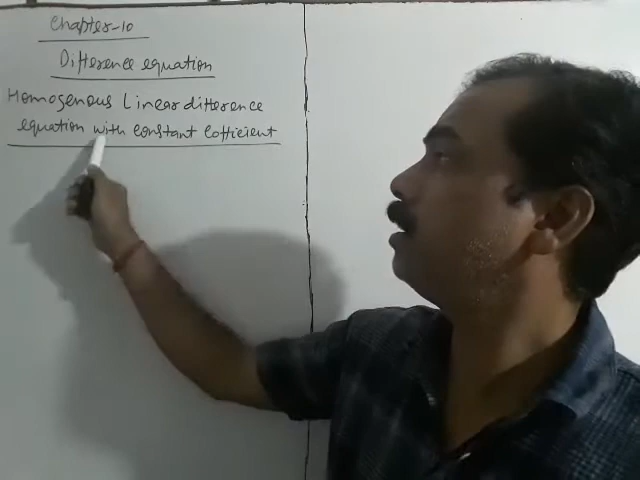 Chapter-10
Difference equation
Homogenous Linear difference
equation with constant Cofficient